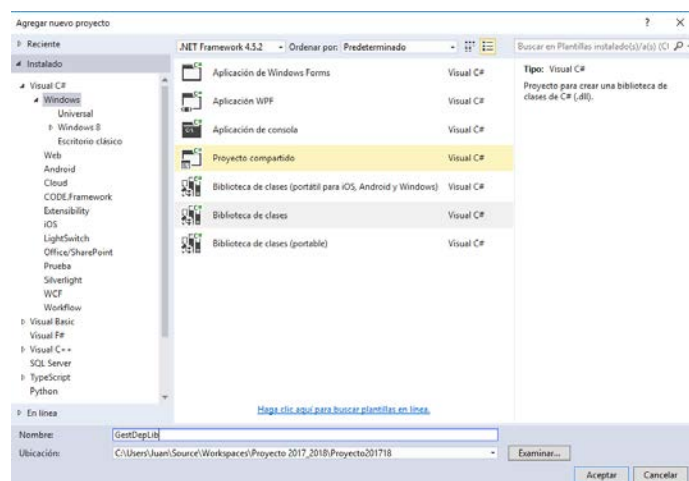 Agregar nuevo proyecto
? ×
Reciente
.NET Framework 4.5.2 Ordenar por: Predeterminado
Buscar en Plantillas instalado(s)/a(s) (Ct
Instalado
Visual C#
Windows
Universal
Windows 8
Escritorio clásico
Web
Android
Cloud
CODE.Framework
Extensibility
iOS
LightSwitch
Office/SharePoint
Prueba
Silverlight
WCF
Workflow
Visual Basic
Visual F#
Visual C++
SQL Server
TypeScript
Python
En línea
Aplicación de Windows Forms Visual C#
Aplicación WPF Visual C#
Aplicación de consola Visual C#
Proyecto compartido Visual C#
Biblioteca de clases (portátil para iOS, Android y Windows) Visual C#
Biblioteca de clases Visual C#
Biblioteca de clases (portable) Visual C#
Haga clic aquí para buscar plantillas en línea.
Tipo: Visual C#
Proyecto para crear una biblioteca de
clases de C# (.dll).
Nombre: GestDepLib
Ubicación: C:\Users\Juan\Source\Workspaces\Proyecto 2017_2018\Proyecto201718 Examinar...
Aceptar Cancelar